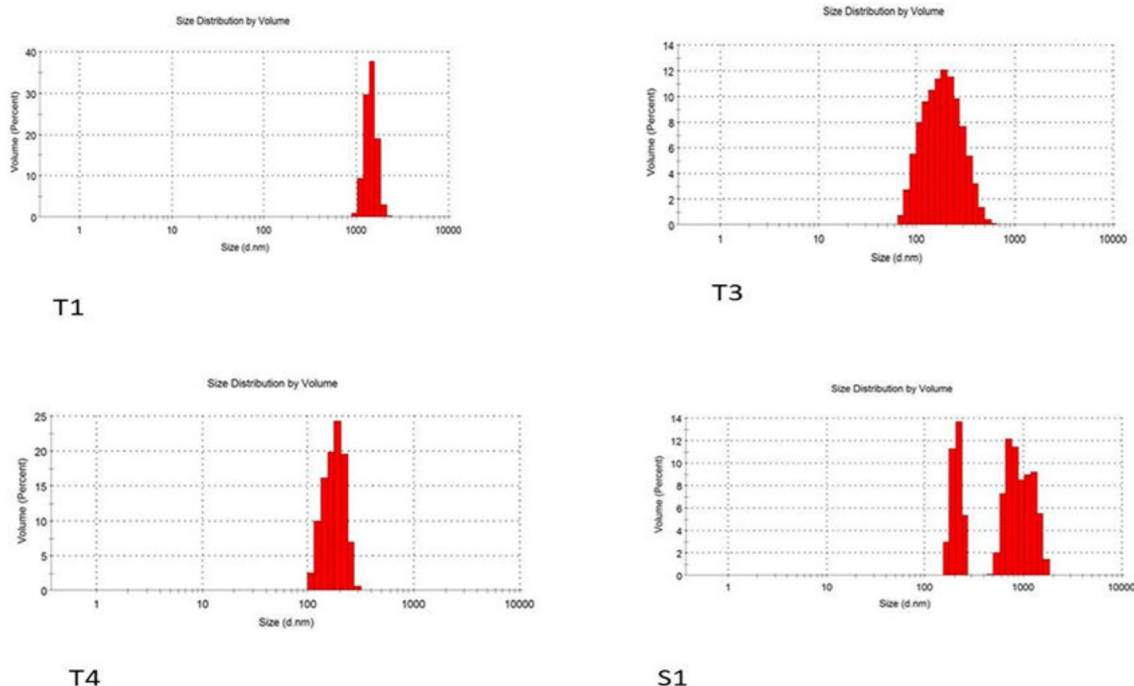 Size Distribution by Volume
40
30
20
10
0
Volume (Percent)
1 10 100 1000 10000
Size (d.nm)
T1
Size Distribution by Volume
14
12
10
8
6
4
2
0
Volume (Percent)
1 10 100 1000 10000
Size (d.nm)
T3
Size Distribution by Volume
25
20
15
10
5
0
Volume (Percent)
1 10 100 1000 10000
Size (d.nm)
T4
Size Distribution by Volume
14
12
10
8
6
4
2
0
Volume (Percent)
1 10 100 1000 10000
Size (d.nm)
S1